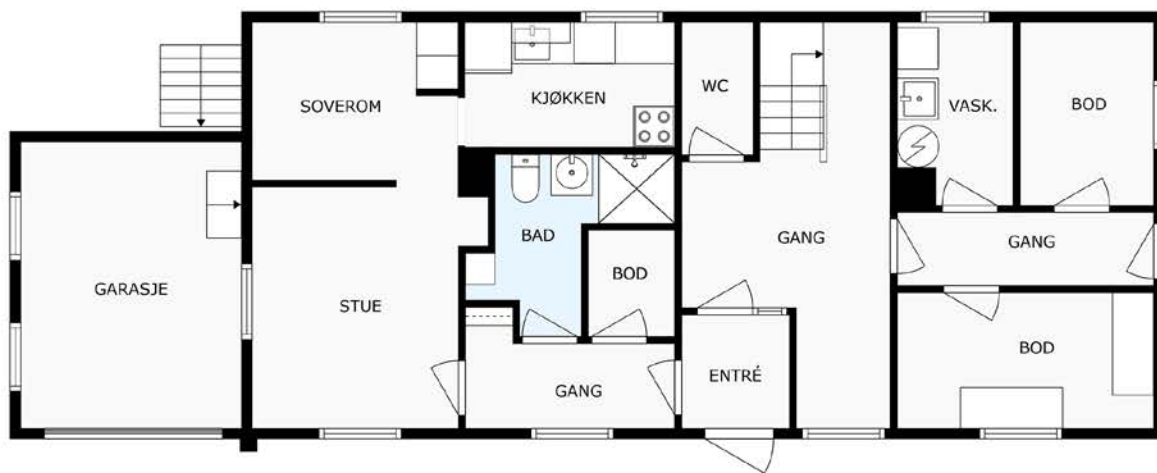 SOVEROM
KJØKKEN
WC
VASK.
BOD
BAD
GANG
GANG
BOD
GARASJE
STUE
BOD
ENTRÉ
GANG